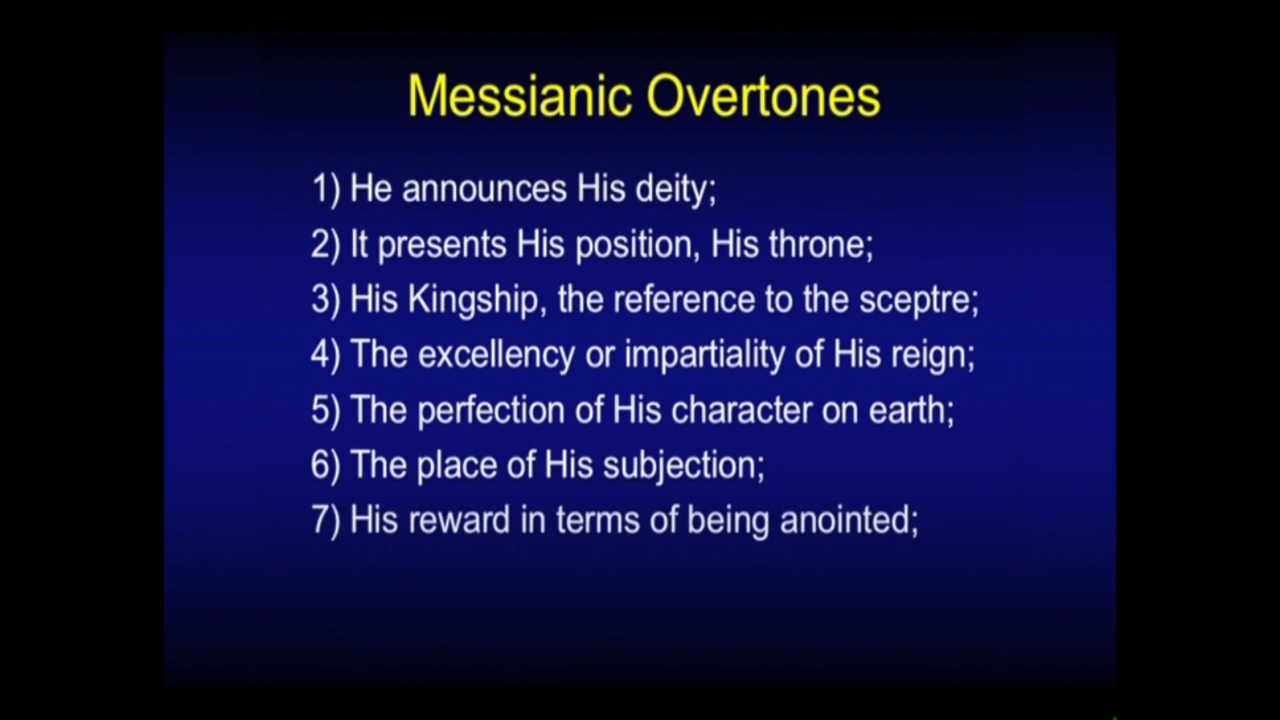 Messianic Overtones
1) He announces His deity;
2) It presents His position, His throne;
3) His Kingship, the reference to the sceptre;
4) The excellency or impartiality of His reign;
5) The perfection of His character on earth;
6) The place of His subjection;
7) His reward in terms of being anointed;